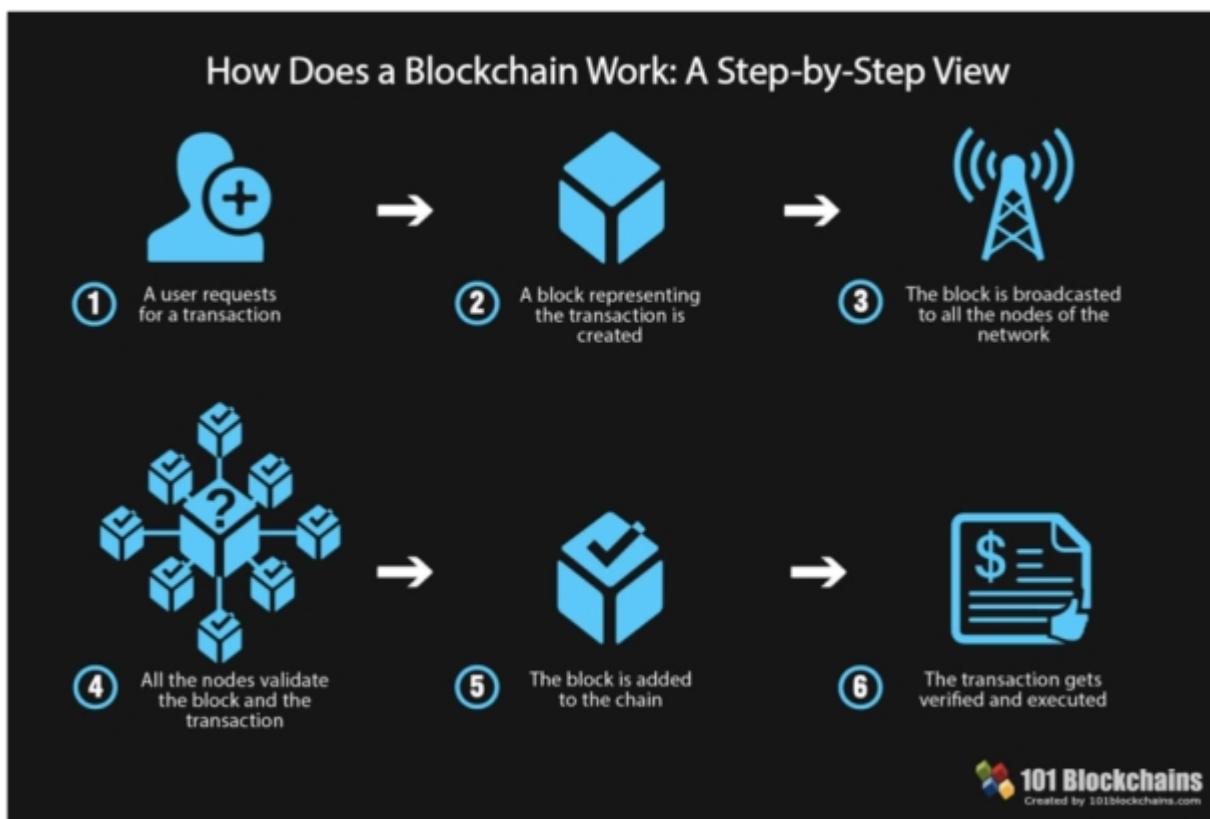 How Does a Blockchain Work: A Step-by-Step View
1
A user requests
for a transaction
2
A block representing
the transaction is
created
3
The block is broadcasted
to all the nodes of the
network
?
4
All the nodes validate
the block and the
transaction
5
The block is added
to the chain
$
6
The transaction gets
verified and executed
101 Blockchains
Created by 101blockchains.com